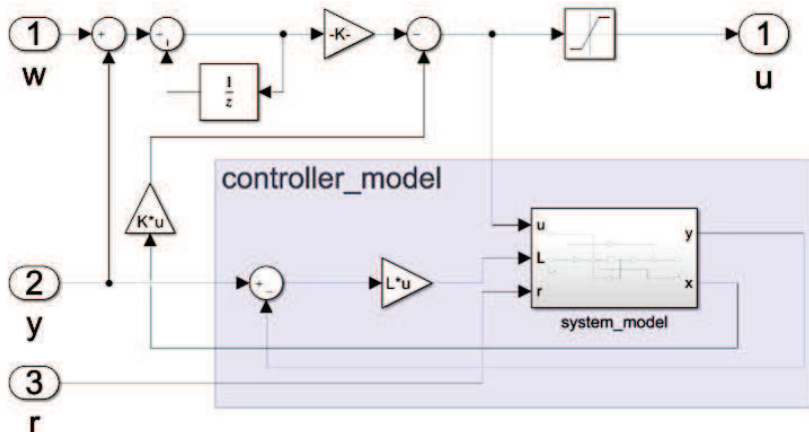 1
w
+
-K-
-
1
u
1
z
controller_model
K*u
u
y
L
2
y
+
-
L*u
r
x
system_model
3
r